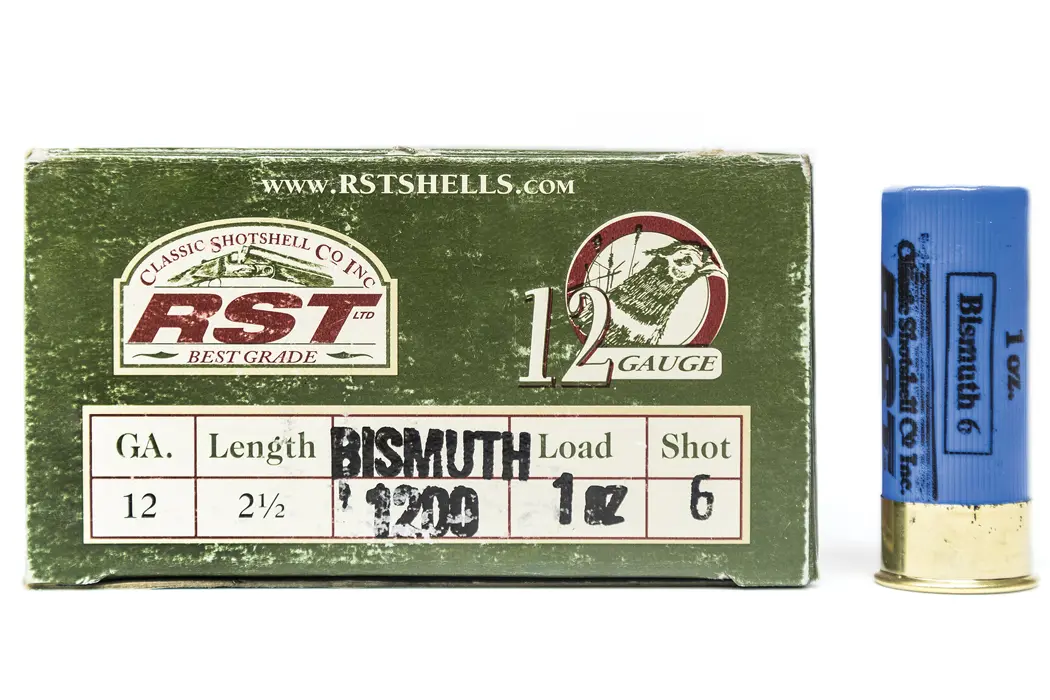 www.RSTSHELLS.com
CLASSIC SHOTSHELL CO INC
RST LTD
BEST GRADE
12 GAUGE
GA. Length BISMUTH Load Shot
12 2½ 1200 1 oz 6
1 oz.
Bismuth 6
Classic Shotshell Co Inc.
RST